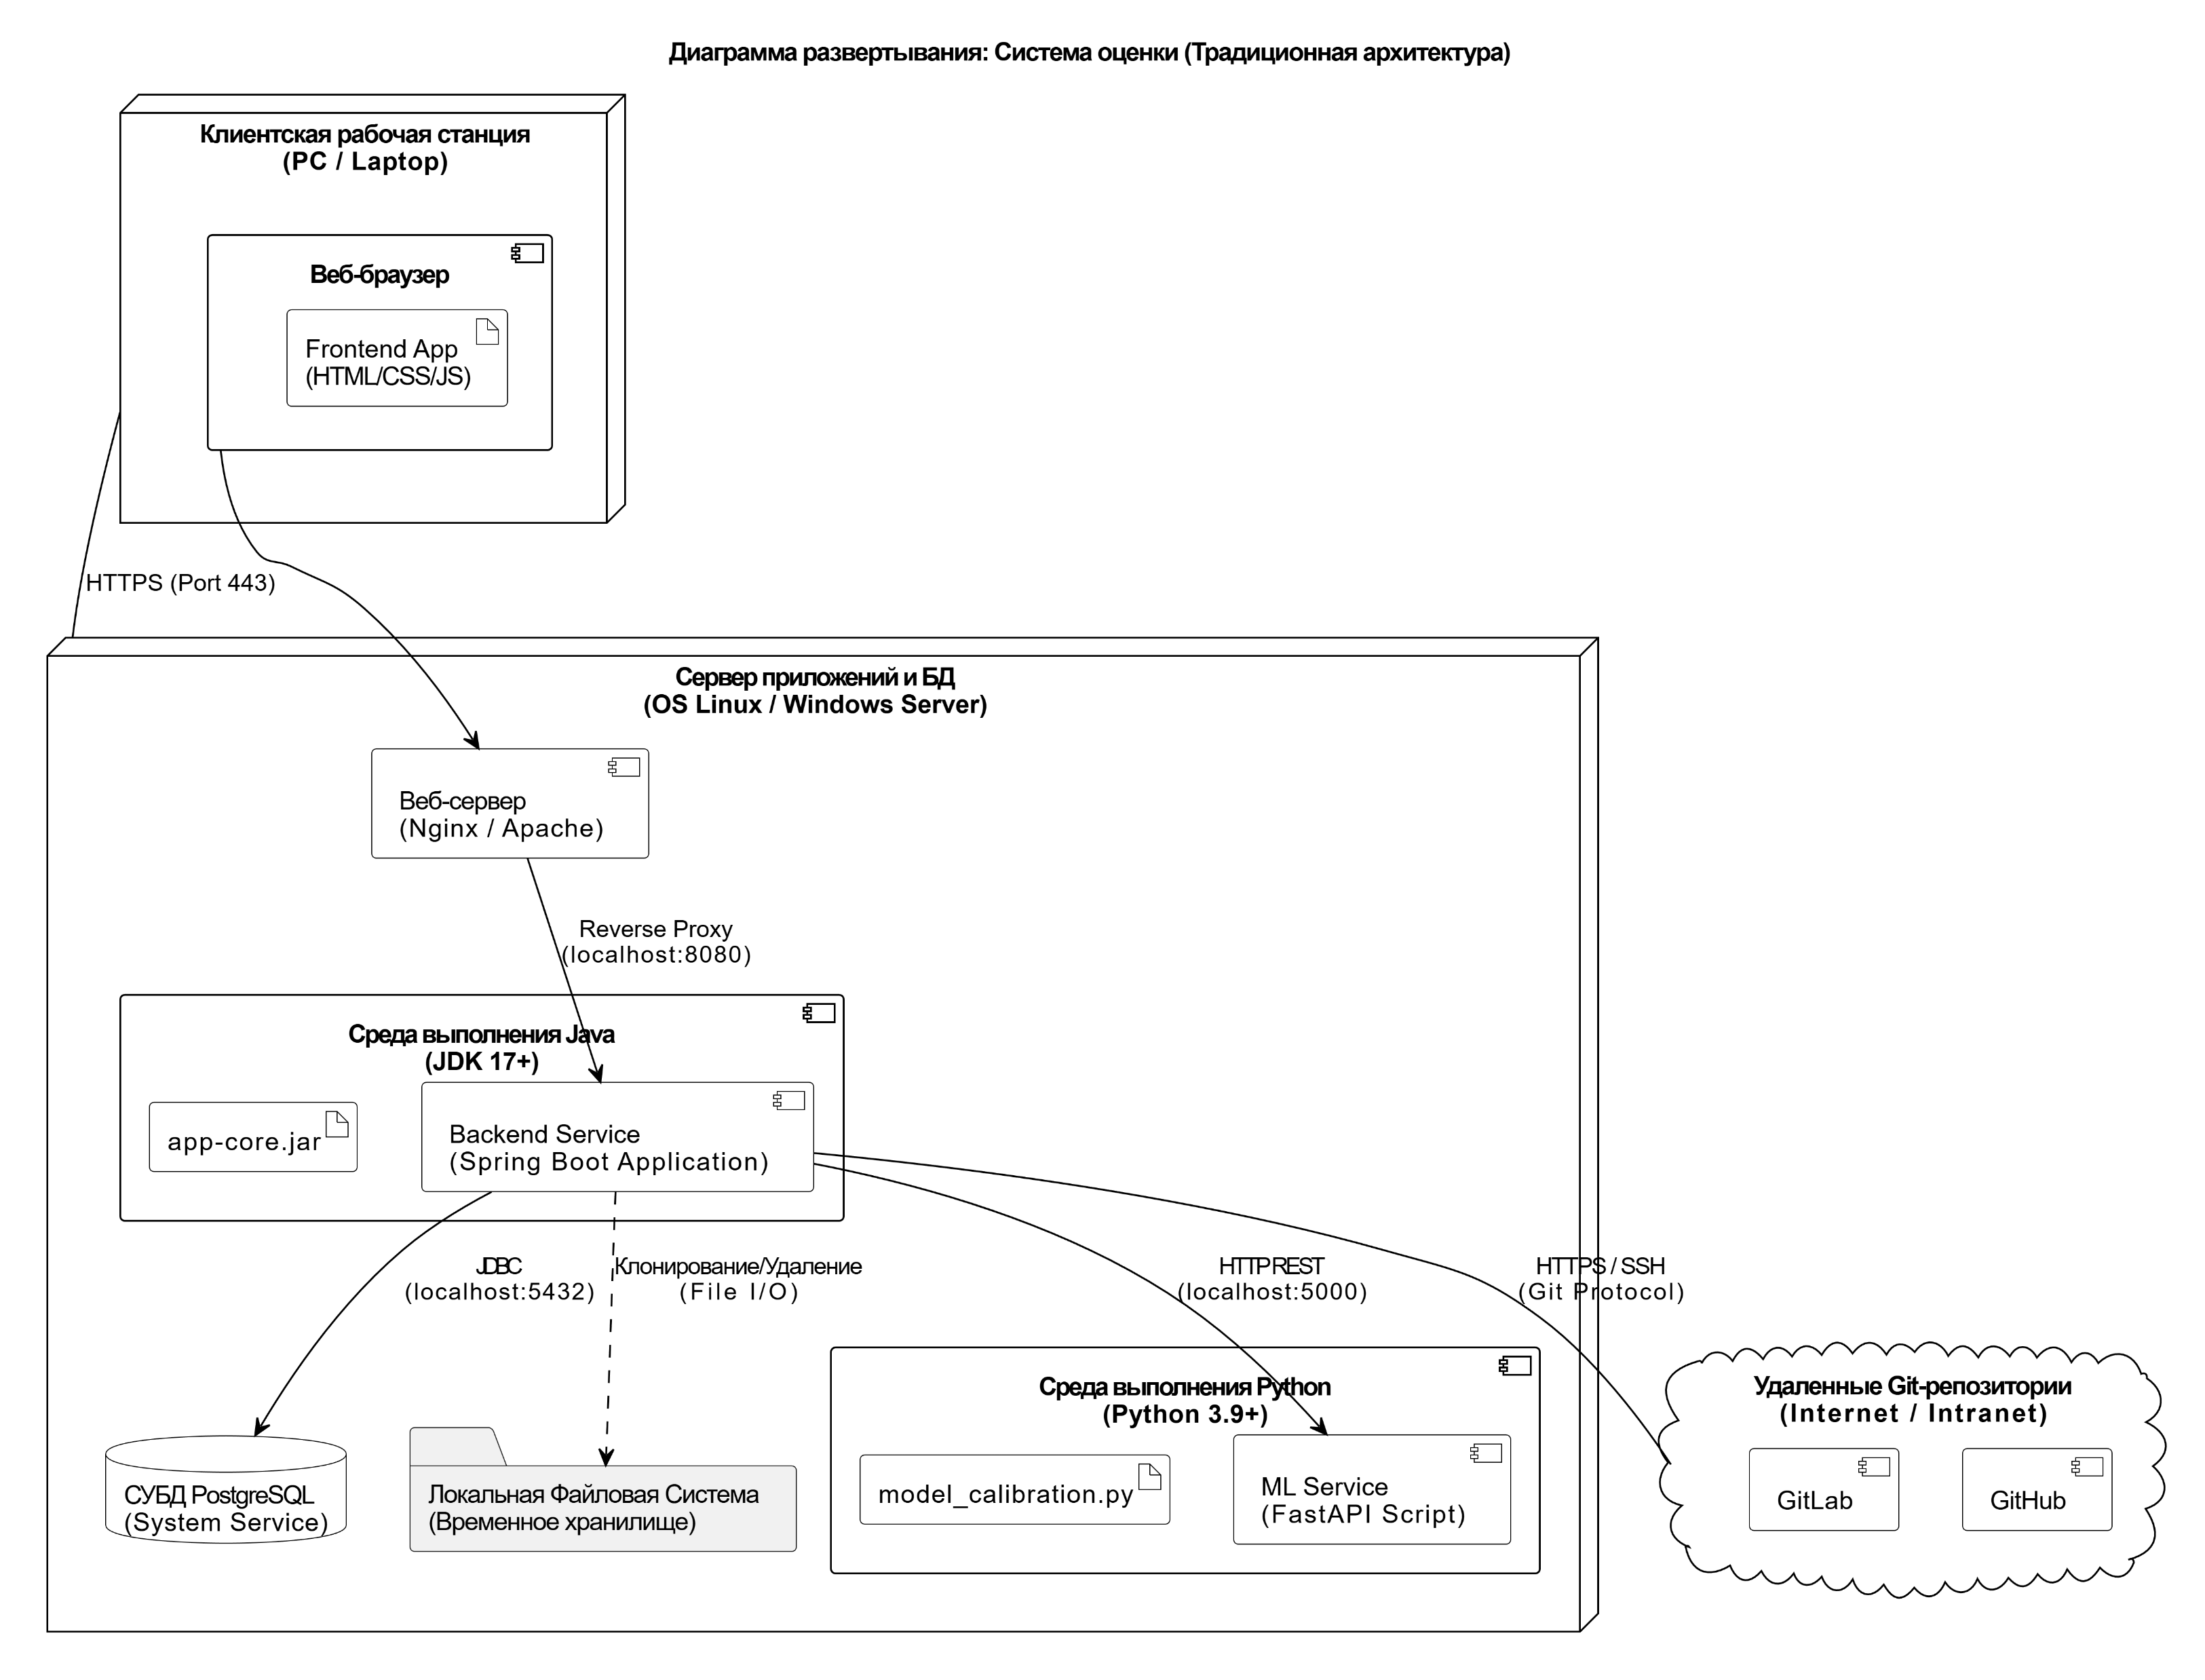 Диаграмма развертывания: Система оценки (Традиционная архитектура)
Клиентская рабочая станция
(PC / Laptop)
Веб-браузер
Frontend App
(HTML/CSS/JS)
HTTPS (Port 443)
Сервер приложений и БД
(OS Linux / Windows Server)
Веб-сервер
(Nginx / Apache)
Reverse Proxy
(localhost:8080)
Среда выполнения Java
(JDK 17+)
app-core.jar
Backend Service
(Spring Boot Application)
JDBC
(localhost:5432)
Клонирование/Удаление
(File I/O)
HTTP REST
(localhost:5000)
HTTPS / SSH
(Git Protocol)
СУБД PostgreSQL
(System Service)
Локальная Файловая Система
(Временное хранилище)
Среда выполнения Python
(Python 3.9+)
model_calibration.py
ML Service
(FastAPI Script)
Удаленные Git-репозитории
(Internet / Intranet)
GitLab
GitHub